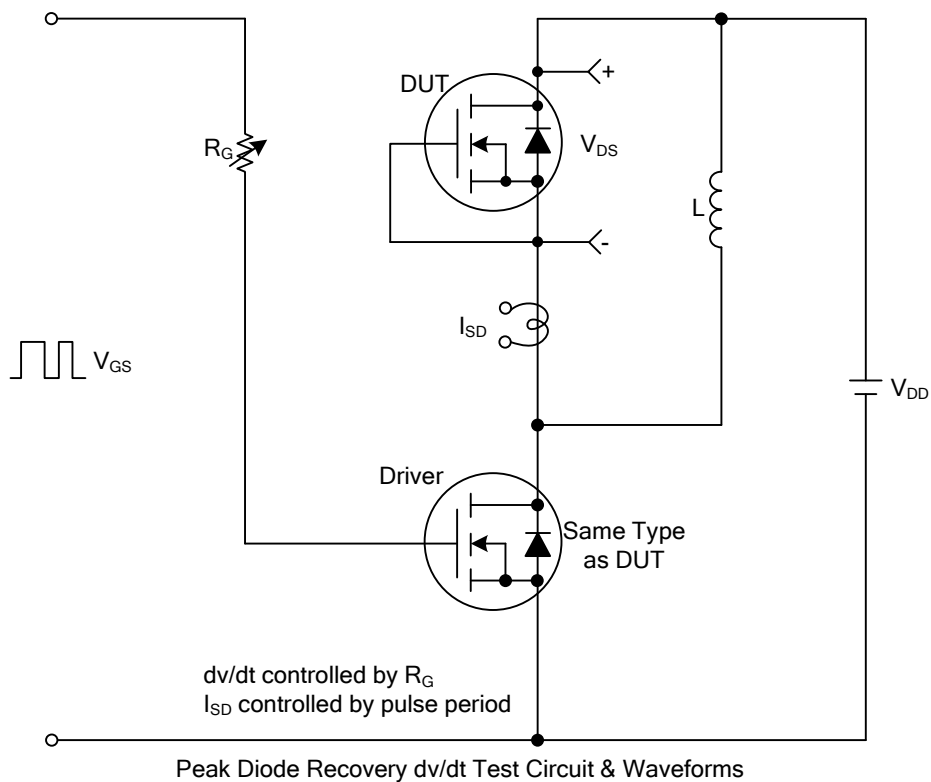 +
DUT
R_G
V_DS
L
-
I_SD
V_GS
V_DD
Driver
Same Type
as DUT
dv/dt controlled by R_G
I_SD controlled by pulse period
Peak Diode Recovery dv/dt Test Circuit & Waveforms